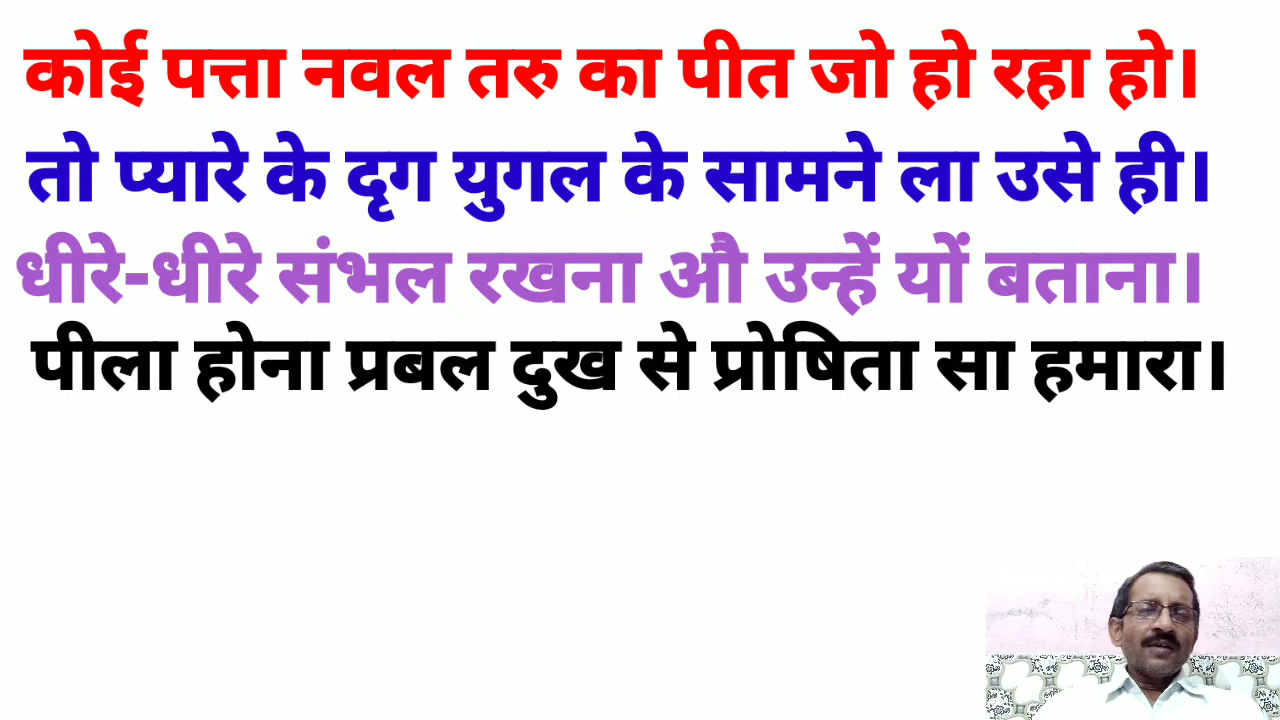 कोई पत्ता नवल तरु का पीत जो हो रहा हो।
तो प्यारे के दृग युगल के सामने ला उसे ही।
धीरे-धीरे संभल रखना औ उन्हें यों बताना।
पीला होना प्रबल दुख से प्रोषिता सा हमारा।